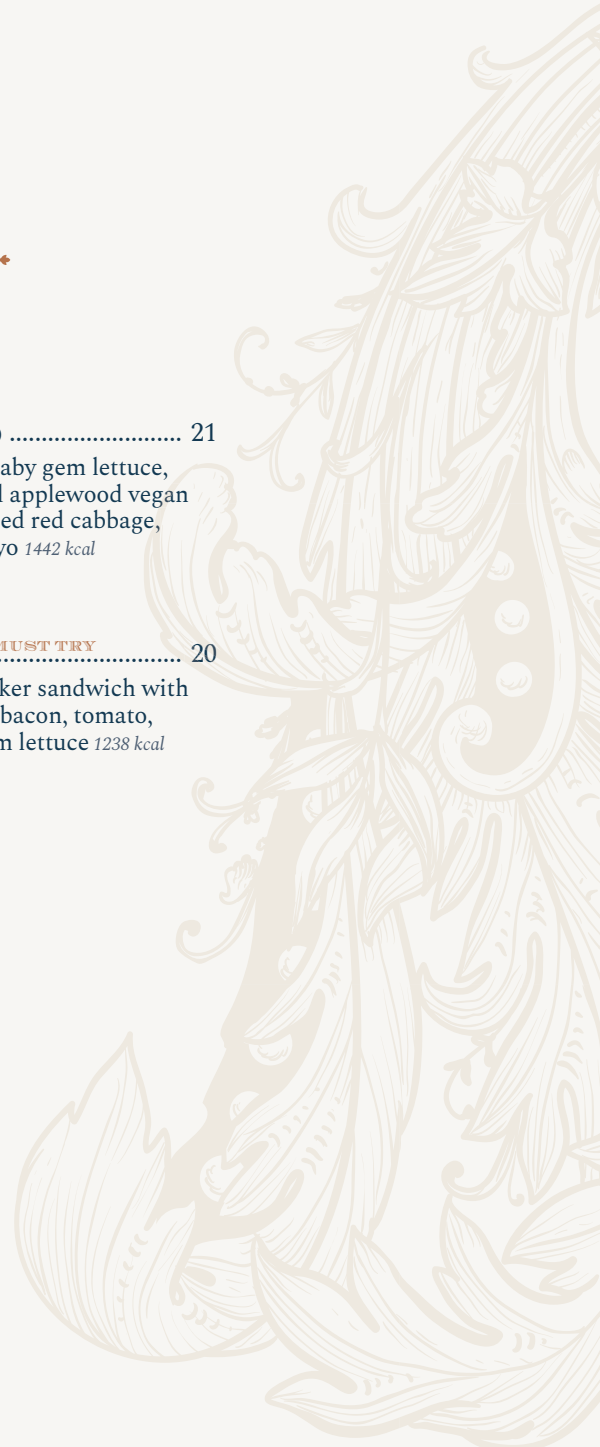 ) ........................... 21
aby gem lettuce,
l applewood vegan
ed red cabbage,
yo 1442 kcal
MUST TRY
............................. 20
ker sandwich with
bacon, tomato,
m lettuce 1238 kcal